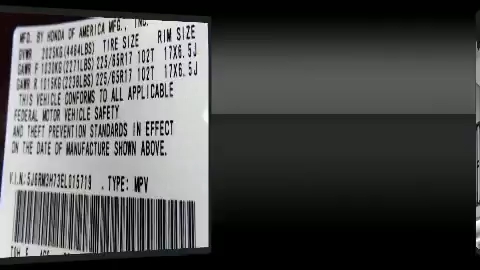 MFD. BY HONDA OF AMERICA MFG., INC.
TIRE SIZE RIM SIZE
GVWR 2025KG(4464LBS)
GAWR F 1030KG(2271LBS) 225/65R17 102T 17X6.5J
GAWR R 1015KG(2238LBS) 225/65R17 102T 17X6.5J
THIS VEHICLE CONFORMS TO ALL APPLICABLE
FEDERAL MOTOR VEHICLE SAFETY
AND THEFT PREVENTION STANDARDS IN EFFECT
ON THE DATE OF MANUFACTURE SHOWN ABOVE.
V.I.N: 5J6RM3H73EL015719 . TYPE: MPV